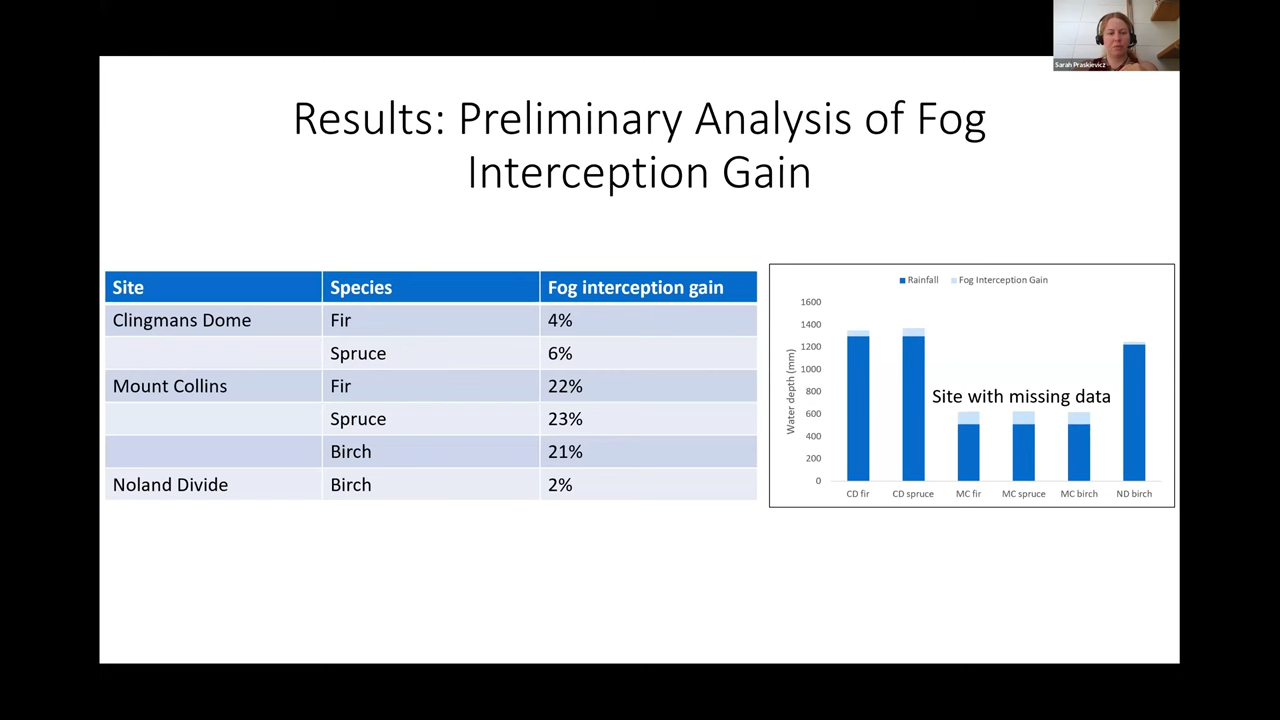 Sarah Praskievicz
Results: Preliminary Analysis of Fog
Interception Gain
Site Species Fog interception gain
Clingmans Dome Fir 4%
Spruce 6%
Mount Collins Fir 22%
Spruce 23%
Birch 21%
Noland Divide Birch 2%
Rainfall Fog Interception Gain
Water depth (mm)
1600
1400
1200
1000
800
600
400
200
0
Site with missing data
CD fir CD spruce MC fir MC spruce MC birch ND birch